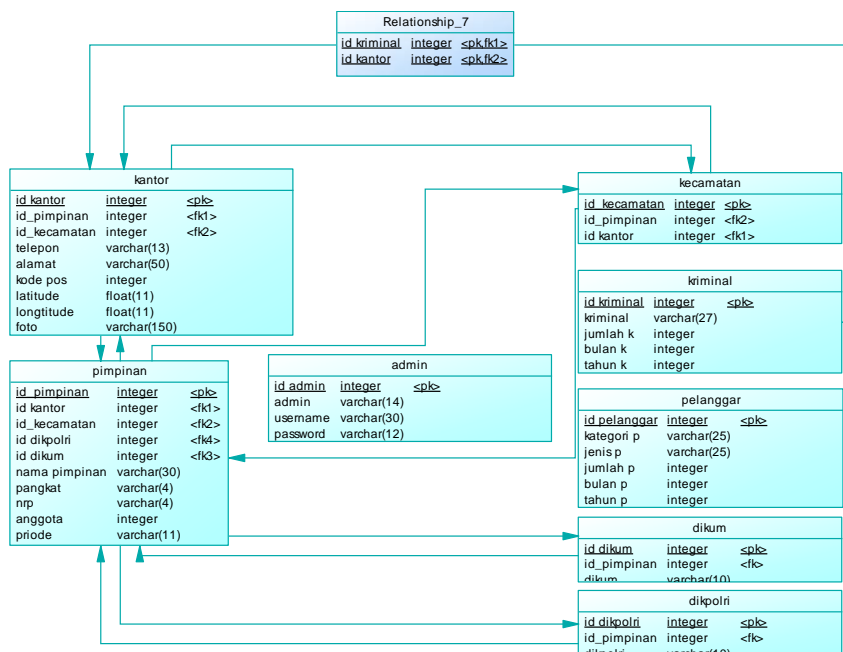 Relationship_7
id kriminal integer <pk,fk1>
id kantor integer <pk,fk2>
kantor
id kantor integer <pk>
id_pimpinan integer <fk1>
id_kecamatan integer <fk2>
telepon varchar(13)
alamat varchar(50)
kode pos integer
latitude float(11)
longtitude float(11)
foto varchar(150)
kecamatan
id_kecamatan integer <pk>
id_pimpinan integer <fk2>
id kantor integer <fk1>
kriminal
id kriminal integer <pk>
kriminal varchar(27)
jumlah k integer
bulan k integer
tahun k integer
pimpinan
id_pimpinan integer <pk>
id kantor integer <fk1>
id_kecamatan integer <fk2>
id dikpolri integer <fk4>
id dikum integer <fk3>
nama pimpinan varchar(30)
pangkat varchar(4)
nrp varchar(4)
anggota integer
priode varchar(11)
admin
id admin integer <pk>
admin varchar(14)
username varchar(30)
password varchar(12)
pelanggar
id pelanggar integer <pk>
kategori p varchar(25)
jenis p varchar(25)
jumlah p integer
bulan p integer
tahun p integer
dikum
id dikum integer <pk>
id_pimpinan integer <fk>
dikum varchar(10)
dikpolri
id dikpolri integer <pk>
id_pimpinan integer <fk>